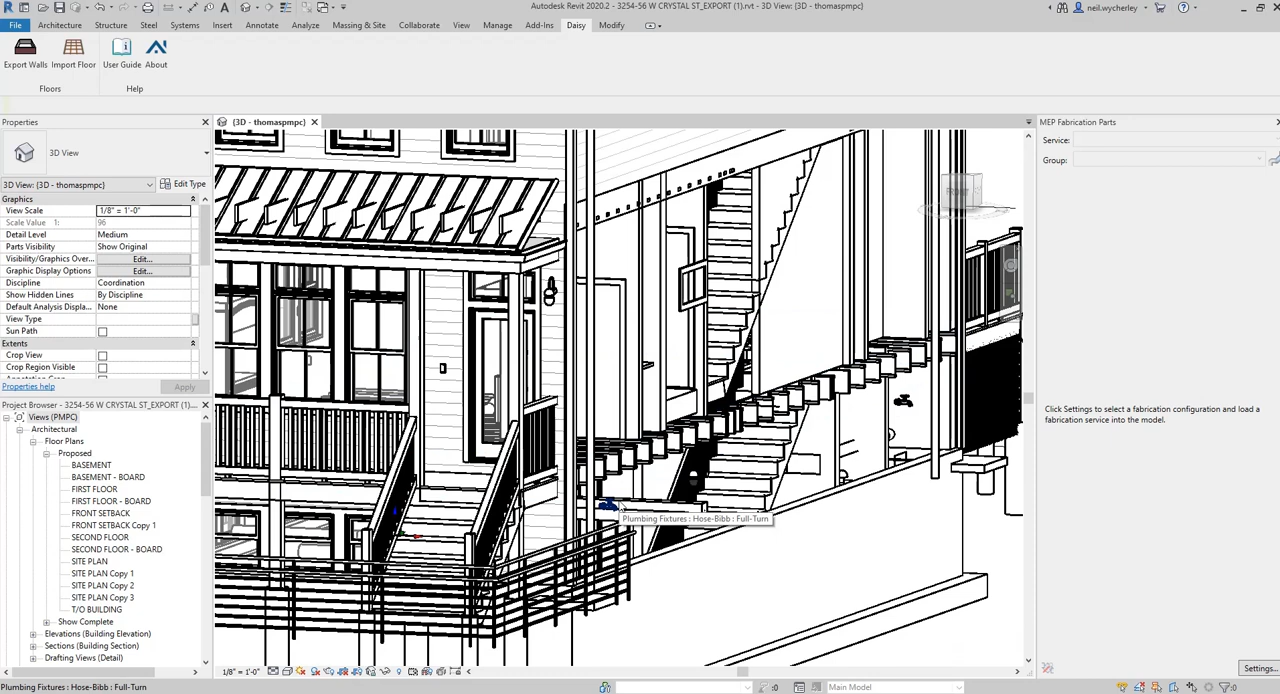 Autodesk Revit 2020.2 - 3254-56 W CRYSTAL ST_EXPORT (1).rvt - 3D View: {3D - thomaspmpc}
neil.wycherley
File Architecture Structure Steel Systems Insert Annotate Analyze Massing & Site Collaborate View Manage Add-Ins Daisy Modify
Export Walls Import Floor User Guide About
Floors Help
Properties
{3D - thomaspmpc}
MEP Fabrication Parts
3D View
Service:
Group:
3D View: {3D - thomaspmpc} Edit Type
Graphics
View Scale 1/8" = 1'-0"
Scale Value 1: 96
Detail Level Medium
Parts Visibility Show Original
Visibility/Graphics Over... Edit...
Graphic Display Options Edit...
Discipline Coordination
Show Hidden Lines By Discipline
Default Analysis Displa... None
View Type
Sun Path
Extents
Crop View
Crop Region Visible
Properties help Apply
FRONT
Project Browser - 3254-56 W CRYSTAL ST_EXPORT (1)....
Views (PMPC)
Architectural
Floor Plans
Proposed
BASEMENT
BASEMENT - BOARD
FIRST FLOOR
FIRST FLOOR - BOARD
FRONT SETBACK
FRONT SETBACK Copy 1
SECOND FLOOR
SECOND FLOOR - BOARD
SITE PLAN
SITE PLAN Copy 1
SITE PLAN Copy 2
SITE PLAN Copy 3
T/O BUILDING
Show Complete
Elevations (Building Elevation)
Sections (Building Section)
Drafting Views (Detail)
Click Settings to select a fabrication configuration and load a
fabrication service into the model.
Plumbing Fixtures : Hose-Bibb : Full-Turn
1/8" = 1'-0"
Settings...
Plumbing Fixtures : Hose-Bibb : Full-Turn
:0
Main Model
:0